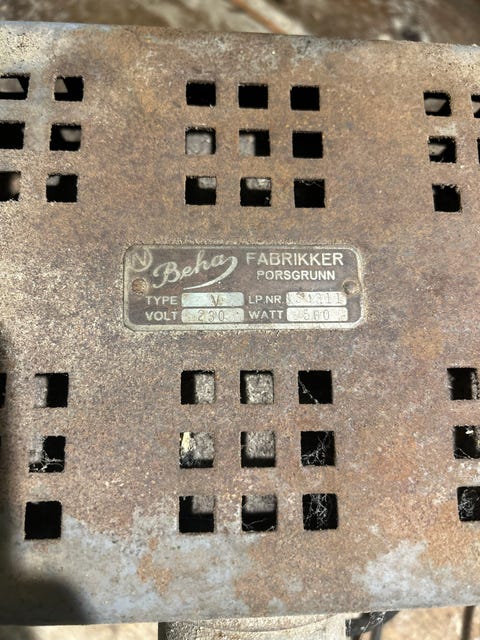 N Beha FABRIKKER
PORSGRUNN
TYPE V LP.NR.
VOLT 230 WATT